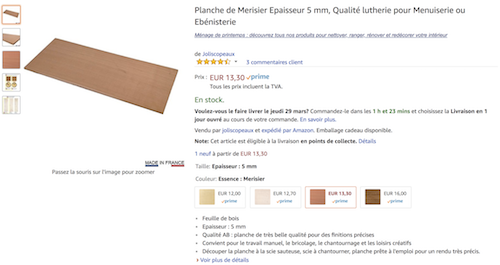 Planche de Merisier Epaisseur 5 mm, Qualité lutherie pour Menuiserie ou
Ebénisterie
Ménage de printemps : découvrez tous nos produits pour nettoyer, ranger, rénover et redécorer votre intérieur
de Joliscopeaux
3 commentaires client
Prix : EUR 13,30 prime
Tous les prix incluent la TVA.
En stock.
Voulez-vous le faire livrer le jeudi 29 mars? Commandez-le dans les 1 h et 23 mins et choisissez la Livraison en 1
jour ouvré au cours de votre commande. En savoir plus.
Vendu par joliscopeaux et expédié par Amazon. Emballage cadeau disponible.
Note: Cet article est éligible à la livraison en points de collecte. Détails
1 neuf à partir de EUR 13,30
MADE IN FRANCE
Passez la souris sur l'image pour zoomer
Taille: Epaisseur : 5 mm
Couleur: Essence : Merisier
EUR 12,00 prime
EUR 12,70 prime
EUR 13,30 prime
EUR 16,00 prime
• Feuille de bois
• Epaisseur : 5 mm
• Qualité AB : planche de très belle qualité pour des finitions précises
• Convient pour le travail manuel, le bricolage, le chantournage et les loisirs créatifs
• Découper la planche à la scie sauteuse, scie à chantourner, planche prête à l'emploi pour un rendu très précis.
› Voir plus de détails